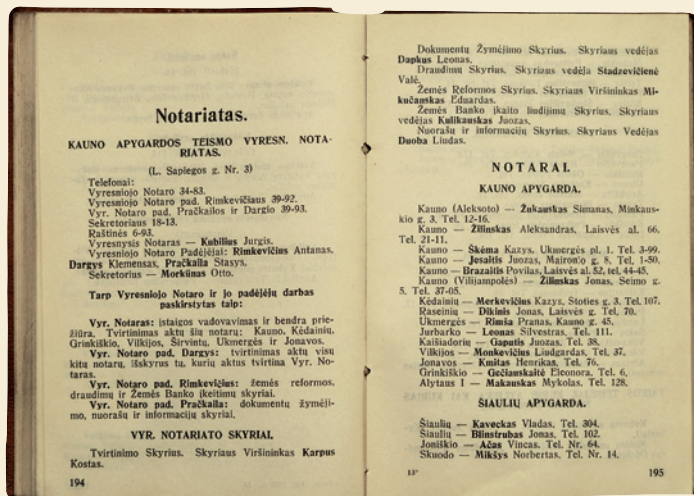 Notariatas.
KAUNO APYGARDOS TEISMO VYRESN. NOTA-
RIATAS.
(L. Sapiegos g. Nr. 3)
Telefonai:
Vyresniojo Notaro 34-83.
Vyresniojo Notaro pad. Rimkevičiaus 39-92.
Vyr. Notaro pad. Pračkailos ir Dargio 39-93.
Sekretoriaus 18-13.
Raštinės 6-93.
Vyresnysis Notaras — Kubilius Jurgis.
Vyresniojo Notaro Padėjėjai: Rimkevičius Antanas,
Dargys Klemensas, Pračkaila Stasys.
Sekretorius — Morkūnas Otto.
Tarp Vyresniojo Notaro ir jo padėjėjų darbas
paskirstytas taip:
Vyr. Notaras: įstaigos vadovavimas ir bendra prie-
žiūra. Tvirtinimas aktų šių notarų: Kauno, Kėdainių,
Grinkiškio, Vilkijos, Širvintų, Ukmergės ir Jonavos.
Vyr. Notaro pad. Dargys: tvirtinimas aktų visų
kitų notarų, išskyrus tų, kurių aktus tvirtina Vyr. No-
taras.
Vyr. Notaro pad. Rimkevičius: žemės reformos,
draudimų ir Žemės Banko įkeitimų skyriai.
Vyr. Notaro pad. Pračkaila: dokumentų žymėji-
mo, nuorašų ir informacijų skyriai.
VYR. NOTARIATO SKYRIAI.
Tvirtinimo Skyrius. Skyriaus Viršininkas Karpus
Kostas.
194
Dokumentų Žymėjimo Skyrius. Skyriaus vedėjas
Dapkus Leonas.
Draudimų Skyrius. Skyriaus vedėja Stadzevičienė
Valė.
Žemės Reformos Skyrius. Skyriaus Viršininkas Mi-
kučanskas Eduardas.
Žemės Banko įkaito liudijimų Skyrius. Skyriaus
vedėjas Kulikauskas Juozas.
Nuorašų ir informacijų Skyrius. Skyriaus Vedėjas
Duoba Liudas.
NOTARAI.
KAUNO APYGARDA.
Kauno (Aleksoto) — Žukauskas Simanas, Minkaus-
kio g. 3, Tel. 12-16.
Kauno — Žilinskas Aleksandras, Laisvės al. 66,
Tel. 21-11.
Kauno — Škėma Kazys, Ukmergės pl. 1, Tel. 3-99.
Kauno — Jesaitis Juozas, Maironio g. 8, Tel. 1-50.
Kauno — Brazaitis Povilas, Laisvės al. 52, tel. 44-45.
Kauno (Vilijampolės) — Žilinskas Jonas, Seimo g.
5, Tel. 37-05.
Kėdainių — Merkevičius Kazys, Stoties g. 3, Tel. 107.
Raseinių — Dikinis Jonas, Laisvės g. Tel. 70.
Ukmergės — Rimša Pranas, Kauno g. 45.
Jurbarko — Leonas Silvestras, Tel. 111.
Kaišiadorių — Gaputis Juozas, Tel. 38.
Vilkijos — Monkevičius Liudgardas, Tel. 37.
Jonavos — Kmitas Henrikas, Tel. 76.
Grinkiškio — Gečiauskaitė Eleonora, Tel. 6,
Alytaus I — Makauskas Mykolas, Tel. 128,
ŠIAULIŲ APYGARDA.
Šiaulių — Kaveckas Vladas, Tel. 304.
Šiaulių — Blinstrubas Jonas, Tel. 102.
Joniškio — Ačas Vincas, Tel. Nr. 64.
Skuodo — Mikšys Norbertas, Tel. Nr. 14.
13*
195